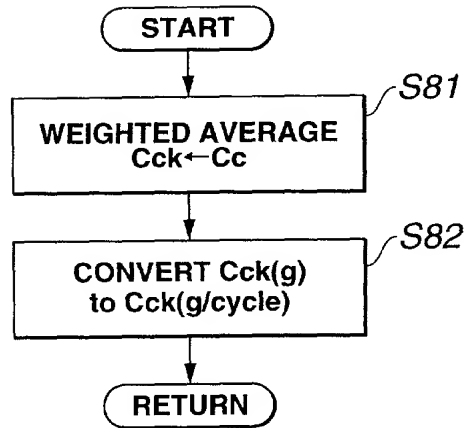 START
S81
WEIGHTED AVERAGE
Cck←Cc
S82
CONVERT Cck(g)
to Cck(g/cycle)
RETURN